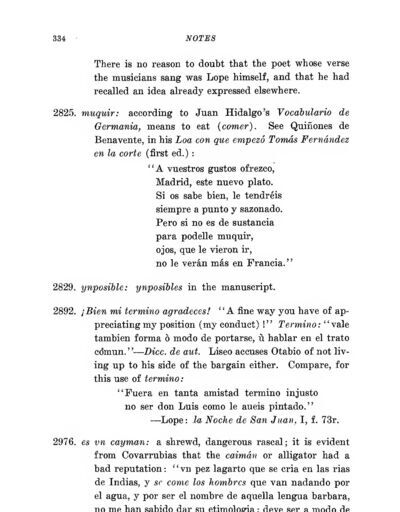 334 NOTES
There is no reason to doubt that the poet whose verse
the musicians sang was Lope himself, and that he had
recalled an idea already expressed elsewhere.
2825. muquir: according to Juan Hidalgo's Vocabulario de
Germania, means to eat (comer). See Quiñones de
Benavente, in his Loa con que empezó Tomás Fernández
en la corte (first ed.):
"A vuestros gustos ofrezco,
Madrid, este nuevo plato.
Si os sabe bien, le tendréis
siempre a punto y sazonado.
Pero si no es de sustancia
para podelle muquir,
ojos, que le vieron ir,
no le verán más en Francia."
2829. ynposible: ynposibles in the manuscript.
2892. ¡Bien mi termino agradeces! "A fine way you have of ap-
preciating my position (my conduct)!" Termino: "vale
tambien forma ò modo de portarse, ù hablar en el trato
cómun."—Dicc. de aut. Liseo accuses Otabio of not liv-
ing up to his side of the bargain either. Compare, for
this use of termino:
"Fuera en tanta amistad termino injusto
no ser don Luis como le aueis pintado."
—Lope: la Noche de San Juan, I, f. 73r.
2976. es vn cayman: a shrewd, dangerous rascal; it is evident
from Covarrubias that the caimán or alligator had a
bad reputation: "vn pez lagarto que se cria en las rias
de Indias, y se come los hombres que van nadando por
el agua, y por ser el nombre de aquella lengua barbara,
no me han sabido dar su etimologia: deve ser a modo de